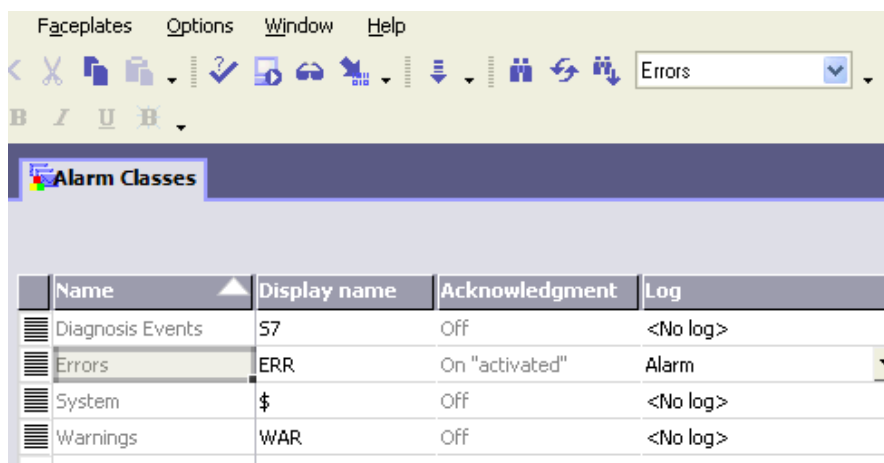 Faceplates Options Window Help
Errors
B I U B
Alarm Classes
Name Display name Acknowledgment Log
Diagnosis Events S7 Off <No log>
Errors ERR On "activated" Alarm
System $ Off <No log>
Warnings WAR Off <No log>